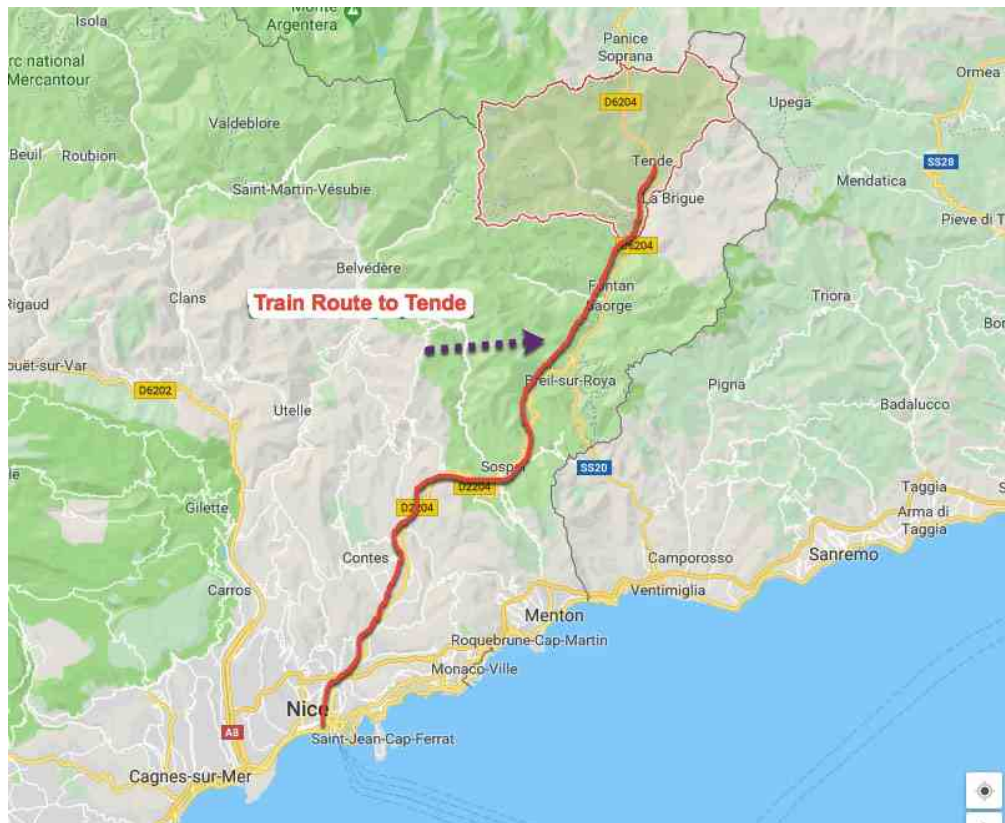 Isola
Monte
Argentera
Panice
Soprana
rc national
Mercantour
Ormea
D6204
Upega
Valdeblore
Beuil
Roubion
SS28
Tende
Mendatica
Saint-Martin-Vésubie
La Brigue
Pieve di T
D6204
Belvédère
Rigaud
Clans
Fontan
Saorge
Triora
Train Route to Tende
Bor
ouët-sur-Var
D6202
Breil-sur-Roya
Pigna
Utelle
Badalucco
Sospel
SS20
D2204
Taggia
Gilette
D2204
Arma di
Taggia
Contes
Camporosso
Sanremo
Carros
Ventimiglia
Menton
Roquebrune-Cap-Martin
Monaco-Ville
Nice
A8
Saint-Jean-Cap-Ferrat
Cagnes-sur-Mer